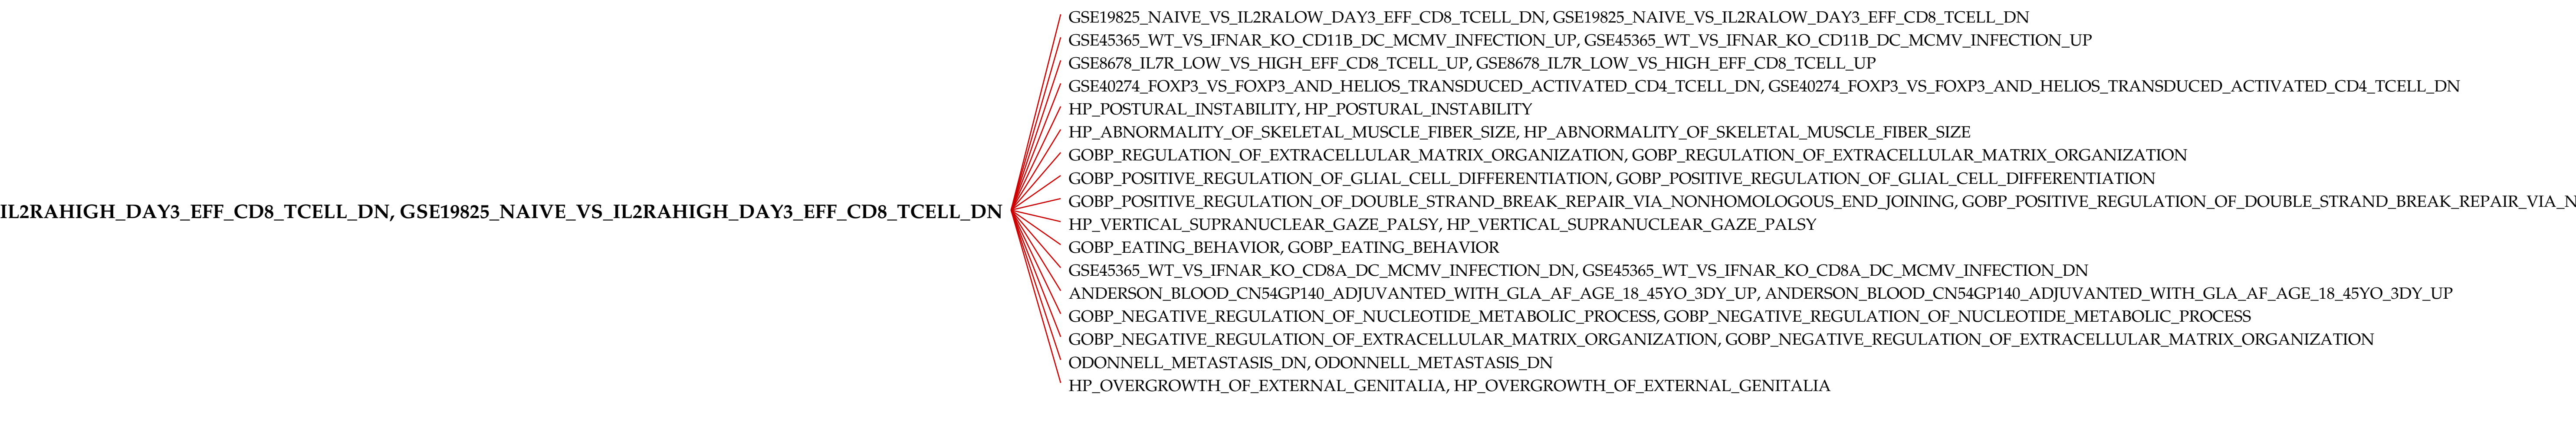 GSE19825_NAIVE_VS_IL2RALOW_DAY3_EFF_CD8_TCELL_DN, GSE19825_NAIVE_VS_IL2RALOW_DAY3_EFF_CD8_TCELL_DN
GSE45365_WT_VS_IFNAR_KO_CD11B_DC_MCMV_INFECTION_UP, GSE45365_WT_VS_IFNAR_KO_CD11B_DC_MCMV_INFECTION_UP
GSE8678_IL7R_LOW_VS_HIGH_EFF_CD8_TCELL_UP, GSE8678_IL7R_LOW_VS_HIGH_EFF_CD8_TCELL_UP
GSE40274_FOXP3_VS_FOXP3_AND_HELIOS_TRANSDUCED_ACTIVATED_CD4_TCELL_DN, GSE40274_FOXP3_VS_FOXP3_AND_HELIOS_TRANSDUCED_ACTIVATED_CD4_TCELL_DN
HP_POSTURAL_INSTABILITY, HP_POSTURAL_INSTABILITY
HP_ABNORMALITY_OF_SKELETAL_MUSCLE_FIBER_SIZE, HP_ABNORMALITY_OF_SKELETAL_MUSCLE_FIBER_SIZE
GOBP_REGULATION_OF_EXTRACELLULAR_MATRIX_ORGANIZATION, GOBP_REGULATION_OF_EXTRACELLULAR_MATRIX_ORGANIZATION
GOBP_POSITIVE_REGULATION_OF_GLIAL_CELL_DIFFERENTIATION, GOBP_POSITIVE_REGULATION_OF_GLIAL_CELL_DIFFERENTIATION
GOBP_POSITIVE_REGULATION_OF_DOUBLE_STRAND_BREAK_REPAIR_VIA_NONHOMOLOGOUS_END_JOINING, GOBP_POSITIVE_REGULATION_OF_DOUBLE_STRAND_BREAK_REPAIR_VIA_N
IL2RAHIGH_DAY3_EFF_CD8_TCELL_DN, GSE19825_NAIVE_VS_IL2RAHIGH_DAY3_EFF_CD8_TCELL_DN
HP_VERTICAL_SUPRANUCLEAR_GAZE_PALSY, HP_VERTICAL_SUPRANUCLEAR_GAZE_PALSY
GOBP_EATING_BEHAVIOR, GOBP_EATING_BEHAVIOR
GSE45365_WT_VS_IFNAR_KO_CD8A_DC_MCMV_INFECTION_DN, GSE45365_WT_VS_IFNAR_KO_CD8A_DC_MCMV_INFECTION_DN
ANDERSON_BLOOD_CN54GP140_ADJUVANTED_WITH_GLA_AF_AGE_18_45YO_3DY_UP, ANDERSON_BLOOD_CN54GP140_ADJUVANTED_WITH_GLA_AF_AGE_18_45YO_3DY_UP
GOBP_NEGATIVE_REGULATION_OF_NUCLEOTIDE_METABOLIC_PROCESS, GOBP_NEGATIVE_REGULATION_OF_NUCLEOTIDE_METABOLIC_PROCESS
GOBP_NEGATIVE_REGULATION_OF_EXTRACELLULAR_MATRIX_ORGANIZATION, GOBP_NEGATIVE_REGULATION_OF_EXTRACELLULAR_MATRIX_ORGANIZATION
ODONNELL_METASTASIS_DN, ODONNELL_METASTASIS_DN
HP_OVERGROWTH_OF_EXTERNAL_GENITALIA, HP_OVERGROWTH_OF_EXTERNAL_GENITALIA